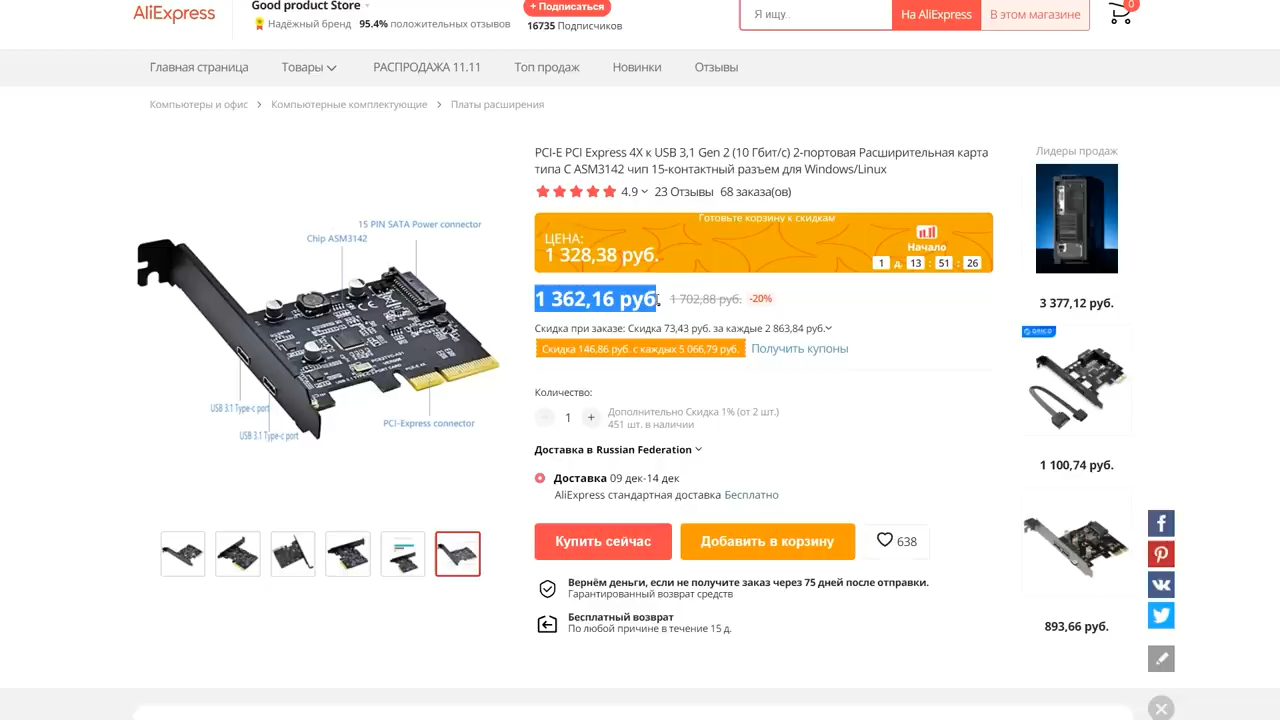 AliExpress
Good product Store
Надёжный бренд 95.4% положительных отзывов
+ Подписаться
16735 Подписчиков
Я ищу..
На AliExpress
В этом магазине
0
Главная страница
Товары
РАСПРОДАЖА 11.11
Топ продаж
Новинки
Отзывы
Компьютеры и офис > Компьютерные комплектующие > Платы расширения
15 PIN SATA Power connector
Chip ASM3142
USB 3.1 Type-c port
USB 3.1 Type-c port
PCI-Express connector
PCI-E PCI Express 4X к USB 3,1 Gen 2 (10 Гбит/с) 2-портовая Расширительная карта
типа C ASM3142 чип 15-контактный разъем для Windows/Linux
4.9 23 Отзывы 68 заказа(ов)
Готовьте корзину к скидкам
ЦЕНА:
1 328,38 руб.
Начало
1 д. 13 : 51 : 26
1 362,16 руб. 1 702,88 руб. -20%
Скидка при заказе: Скидка 73,43 руб. за каждые 2 863,84 руб.
Скидка 146,86 руб. с каждых 5 066,79 руб. Получить купоны
Количество:
1 +
Дополнительно Скидка 1% (от 2 шт.)
451 шт. в наличии
Доставка в Russian Federation
Доставка 09 дек-14 дек
AliExpress стандартная доставка Бесплатно
Купить сейчас
Добавить в корзину
638
Вернём деньги, если не получите заказ через 75 дней после отправки.
Гарантированный возврат средств
Бесплатный возврат
По любой причине в течение 15 д.
Лидеры продаж
3 377,12 руб.
ORICO
1 100,74 руб.
893,66 руб.